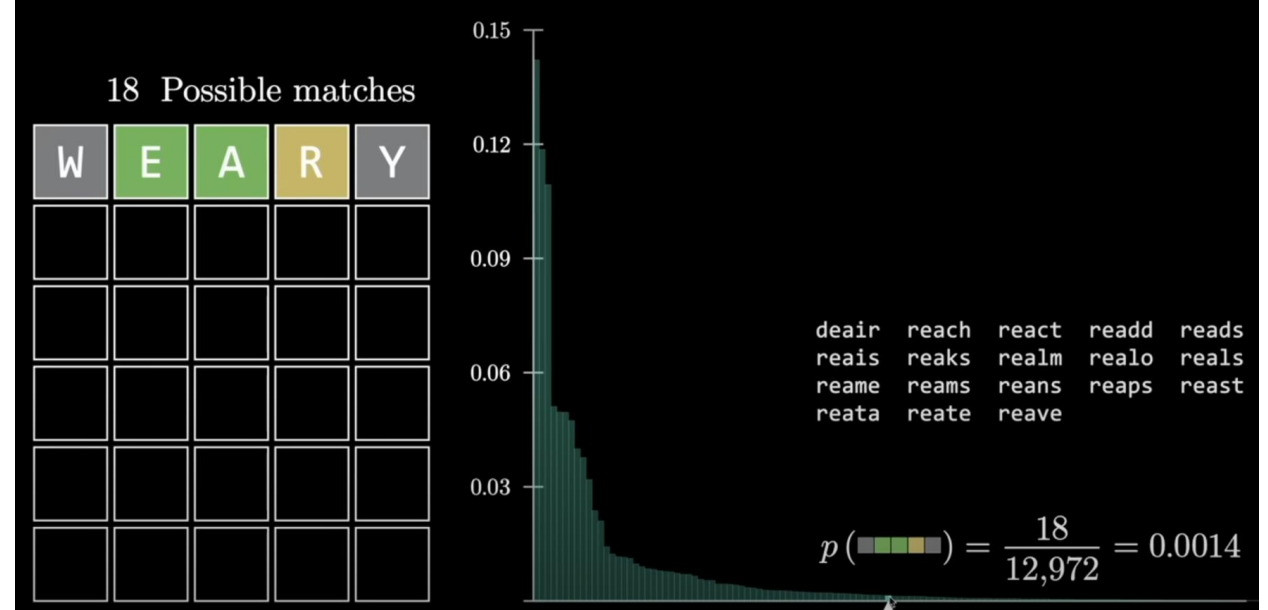 18 Possible matches
W E A R Y
0.15
0.12
0.09
0.06
0.03
deair reach react readd reads
reais reaks realm realo reals
reame reams reans reaps reast
reata reate reave
p( ) = 18 / 12,972 = 0.0014